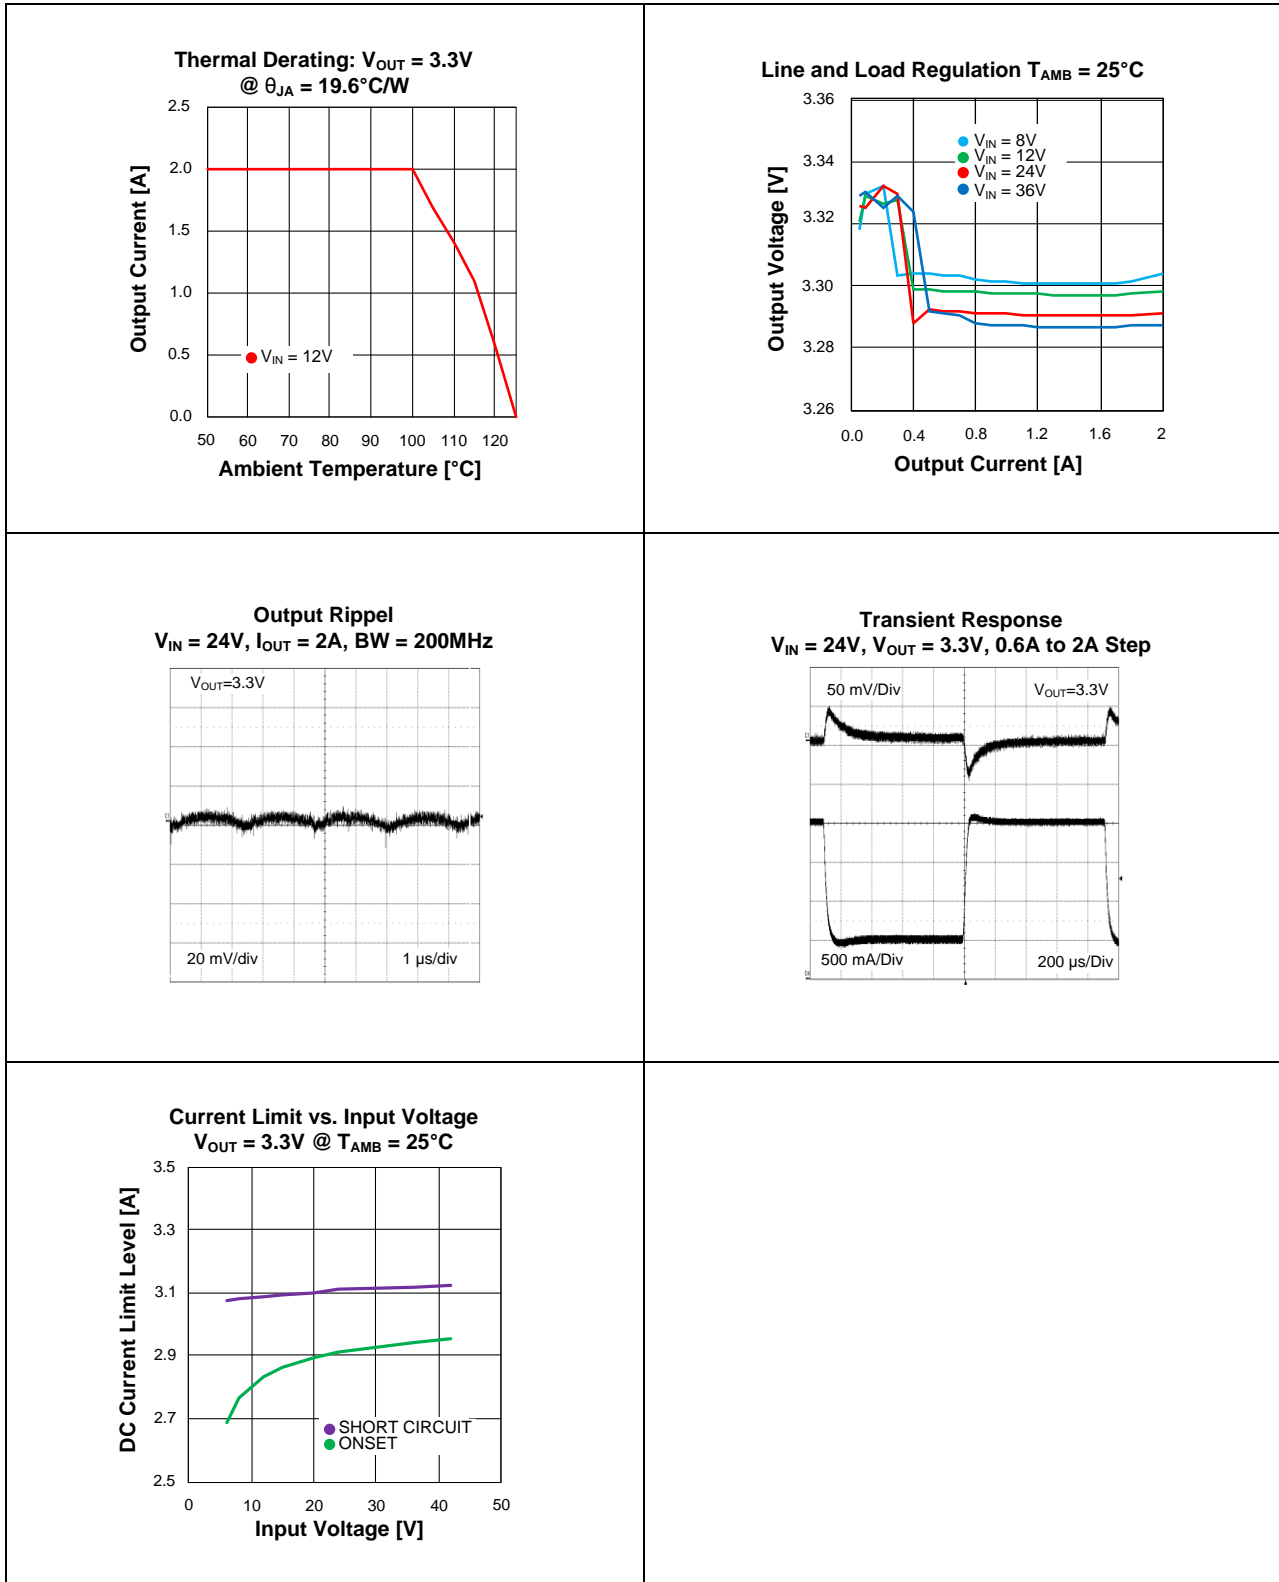 Thermal Derating: VOUT = 3.3V
@ θJA = 19.6°C/W
2.5
2.0
1.5
1.0
0.5
0.0
Output Current [A]
VIN = 12V
50 60 70 80 90 100 110 120
Ambient Temperature [°C]
Line and Load Regulation TAMB = 25°C
3.36
3.34
3.32
3.30
3.28
3.26
Output Voltage [V]
VIN = 8V
VIN = 12V
VIN = 24V
VIN = 36V
0.0 0.4 0.8 1.2 1.6 2
Output Current [A]
Output Rippel
VIN = 24V, IOUT = 2A, BW = 200MHz
VOUT=3.3V
20 mV/div 1 µs/div
Transient Response
VIN = 24V, VOUT = 3.3V, 0.6A to 2A Step
50 mV/Div VOUT=3.3V
500 mA/Div 200 µs/Div
Current Limit vs. Input Voltage
VOUT = 3.3V @ TAMB = 25°C
3.5
3.3
3.1
2.9
2.7
2.5
DC Current Limit Level [A]
SHORT CIRCUIT
ONSET
0 10 20 30 40 50
Input Voltage [V]